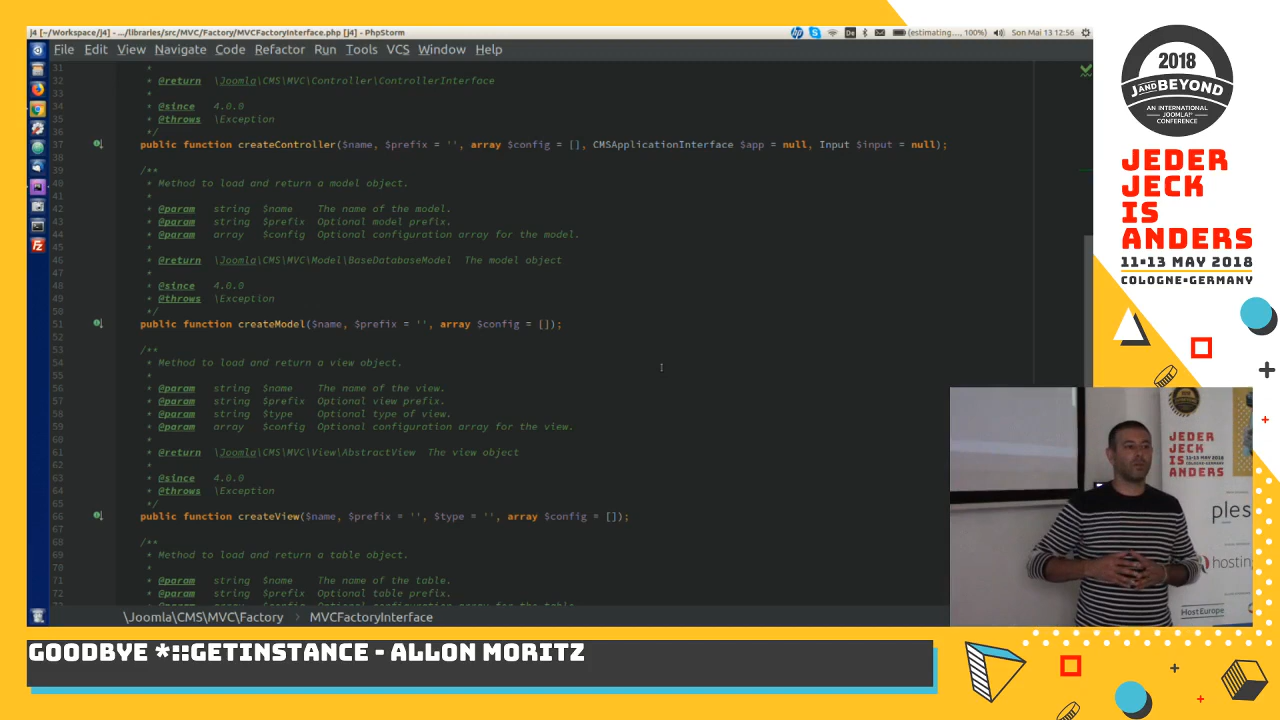 j4 [~/Workspace/j4] - .../libraries/src/MVC/Factory/MVCFactoryInterface.php [j4] - PhpStorm
De (estimating..., 100%) Son Mai 13 12:56
File Edit View Navigate Code Refactor Run Tools VCS Window Help
31 *
32 * @return \Joomla\CMS\MVC\Controller\ControllerInterface
33 *
34 * @since 4.0.0
35 * @throws \Exception
36 */
37 public function createController($name, $prefix = '', array $config = [], CMSApplicationInterface $app = null, Input $input = null);
38
39 /**
40 * Method to load and return a model object.
41 *
42 * @param string $name The name of the model.
43 * @param string $prefix Optional model prefix.
44 * @param array $config Optional configuration array for the model.
45 *
46 * @return \Joomla\CMS\MVC\Model\BaseDatabaseModel The model object
47 *
48 * @since 4.0.0
49 * @throws \Exception
50 */
51 public function createModel($name, $prefix = '', array $config = []);
52
53 /**
54 * Method to load and return a view object.
55 *
56 * @param string $name The name of the view.
57 * @param string $prefix Optional view prefix.
58 * @param string $type Optional type of view.
59 * @param array $config Optional configuration array for the view.
60 *
61 * @return \Joomla\CMS\MVC\View\AbstractView The view object
62 *
63 * @since 4.0.0
64 * @throws \Exception
65 */
66 public function createView($name, $prefix = '', $type = '', array $config = []);
67
68 /**
69 * Method to load and return a table object.
70 *
71 * @param string $name The name of the table.
72 * @param string $prefix Optional table prefix.
\Joomla\CMS\MVC\Factory > MVCFactoryInterface
GOODBYE *::GETINSTANCE - ALLON MORITZ
2018
J AND BEYOND
AN INTERNATIONAL
JOOMLA!
CONFERENCE
JEDER
JECK
IS
ANDERS
11-13 MAY 2018
COLOGNE-GERMANY
JEDER
JECK
IS
ANDERS
ples
hosting
HostEurope